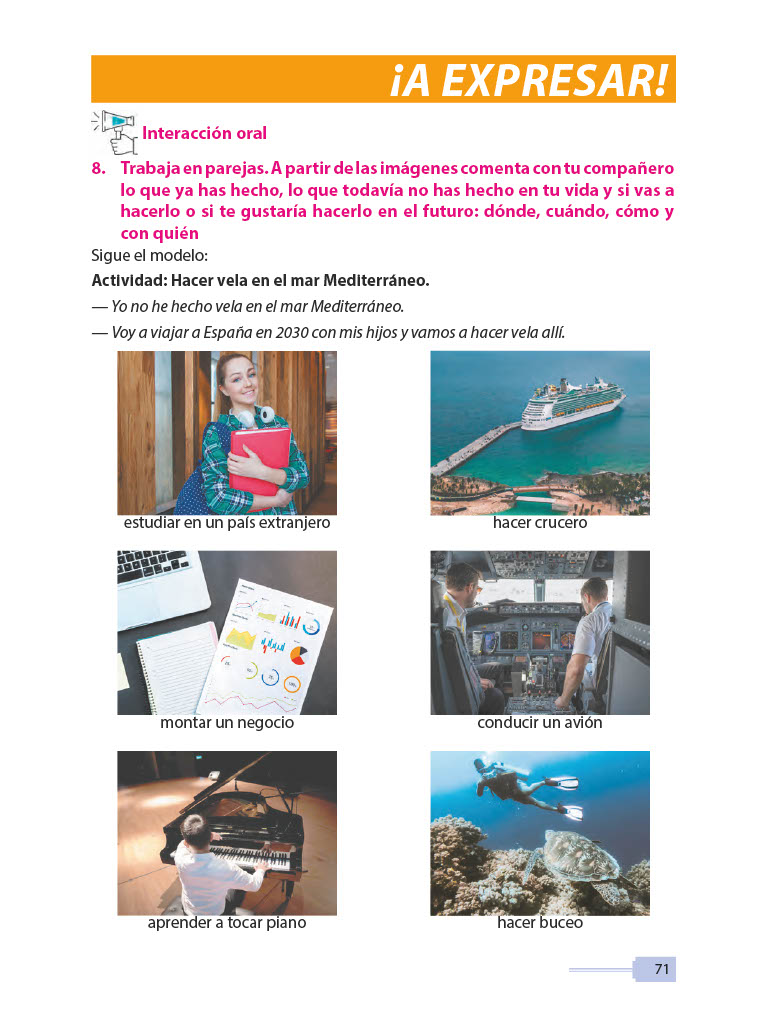 ¡A EXPRESAR!
Interacción oral
8. Trabaja en parejas. A partir de las imágenes comenta con tu compañero
lo que ya has hecho, lo que todavía no has hecho en tu vida y si vas a
hacerlo o si te gustaría hacerlo en el futuro: dónde, cuándo, cómo y
con quién
Sigue el modelo:
Actividad: Hacer vela en el mar Mediterráneo.
— Yo no he hecho vela en el mar Mediterráneo.
— Voy a viajar a España en 2030 con mis hijos y vamos a hacer vela allí.
estudiar en un país extranjero
hacer crucero
montar un negocio
conducir un avión
aprender a tocar piano
hacer buceo
71